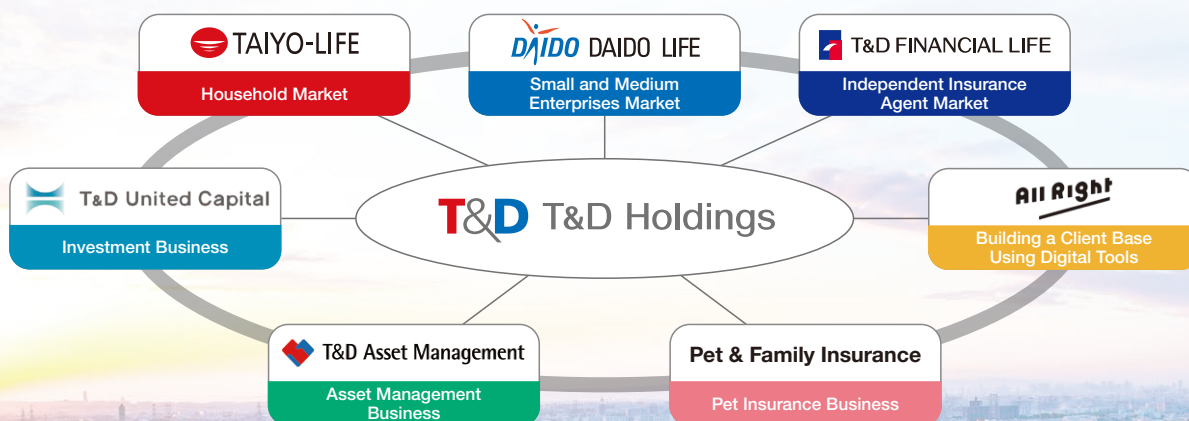 TAIYO-LIFE
Household Market
DAIDO DAIDO LIFE
Small and Medium
Enterprises Market
T&D FINANCIAL LIFE
Independent Insurance
Agent Market
T&D United Capital
Investment Business
T&D T&D Holdings
All Right
Building a Client Base
Using Digital Tools
T&D Asset Management
Asset Management
Business
Pet & Family Insurance
Pet Insurance Business